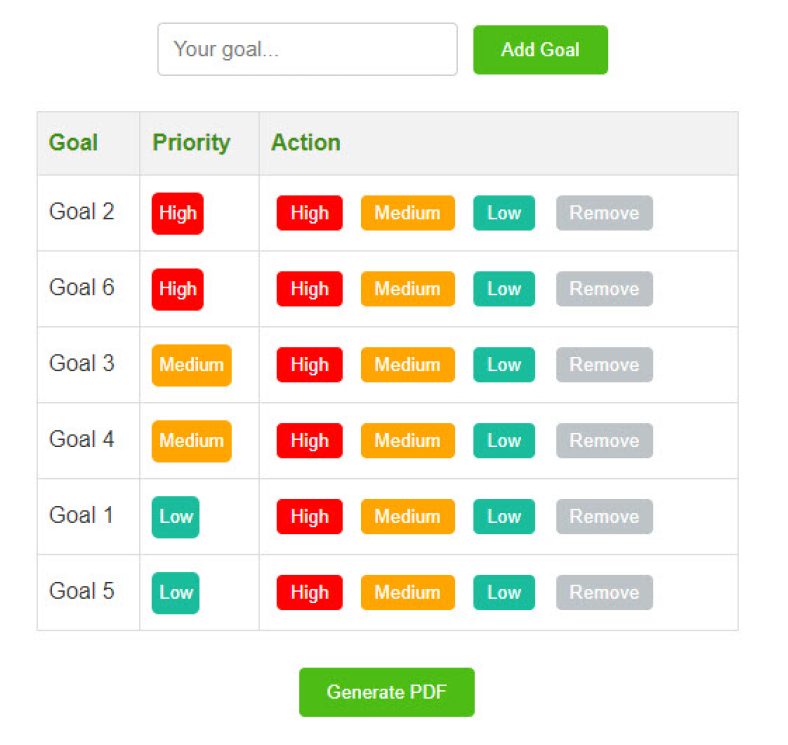 Your goal... Add Goal
Goal Priority Action
Goal 2 High High Medium Low Remove
Goal 6 High High Medium Low Remove
Goal 3 Medium High Medium Low Remove
Goal 4 Medium High Medium Low Remove
Goal 1 Low High Medium Low Remove
Goal 5 Low High Medium Low Remove
Generate PDF